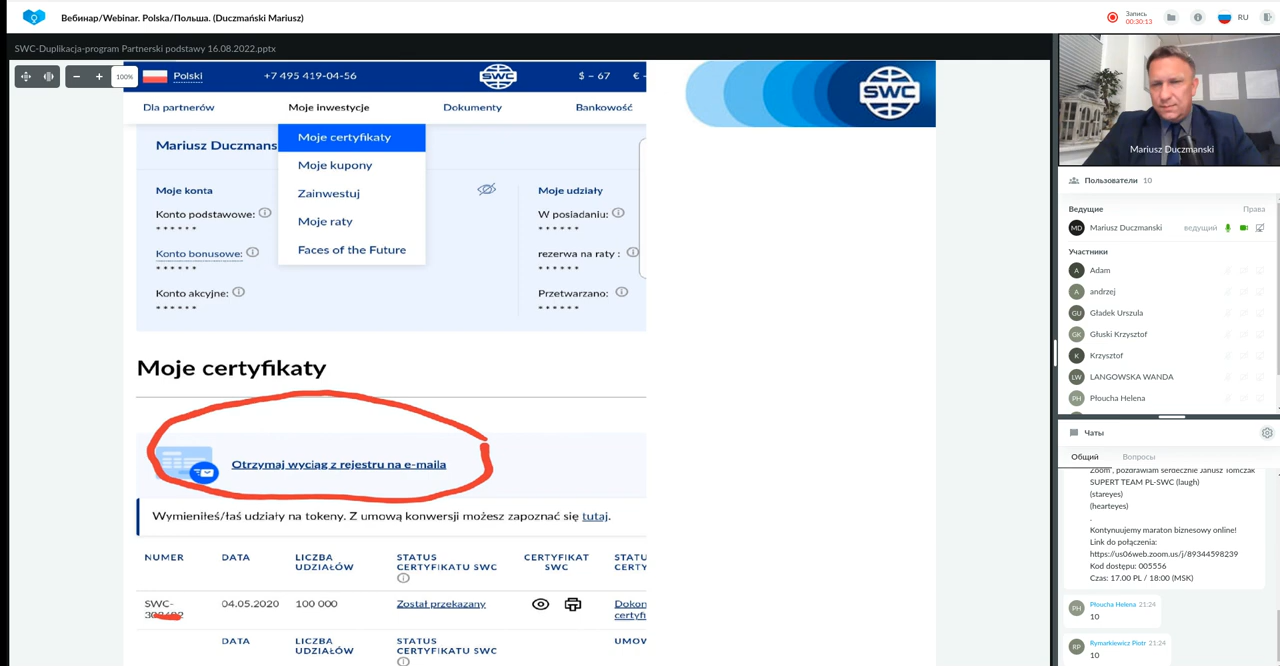 Вебинар/Webinar. Polska/Польша. (Duczmański Mariusz)
Запись
00:30:13
RU
SWC-Duplikacja-program Partnerski podstawy 16.08.2022.pptx
100%
Polski
+7 495 419-04-56
SWC
$ – 67
€ –
Dla partnerów
Moje inwestycje
Dokumenty
Bankowość
Moje certyfikaty
Moje kupony
Zainwestuj
Moje raty
Faces of the Future
Mariusz Duczmans
Moje konta
Konto podstawowe:
******
Konto bonusowe:
******
Konto akcyjne:
******
Moje udziały
W posiadaniu:
******
rezerwa na raty :
******
Przetwarzano:
******
SWC
Moje certyfikaty
Otrzymaj wyciąg z rejestru na e-maila
Wymieniłeś/łaś udziały na tokeny. Z umową konwersji możesz zapoznać się tutaj.
NUMER
DATA
LICZBA
UDZIAŁÓW
STATUS
CERTYFIKATU SWC
CERTYFIKAT
SWC
STATU
CERTY
SWC-
04.05.2020
100 000
Został przekazany
Dokon
certyfi
DATA
LICZBA
UDZIAŁÓW
STATUS
CERTYFIKATU SWC
UMOW
Mariusz Duczmanski
Пользователи 10
Ведущие
Права
MD
Mariusz Duczmanski
ведущий
Участники
A
Adam
A
andrzej
GU
Gładek Urszula
GK
Głuski Krzysztof
K
Krzysztof
LW
LANGOWSKA WANDA
PH
Płoucha Helena
Чаты
Общий
Вопросы
Zoom", pozdrawiam serdecznie Janusz Tomczak
SUPERT TEAM PL-SWC (laugh)
(stareyes)
(hearteyes)
.
Kontynuujemy maraton biznesowy online!
Link do połączenia:
https://us06web.zoom.us/j/89344598239
Kod dostępu: 005556
Czas: 17.00 PL / 18:00 (MSK)
PH
Płoucha Helena 21:24
10
RP
Rymarkiewicz Piotr 21:24
10